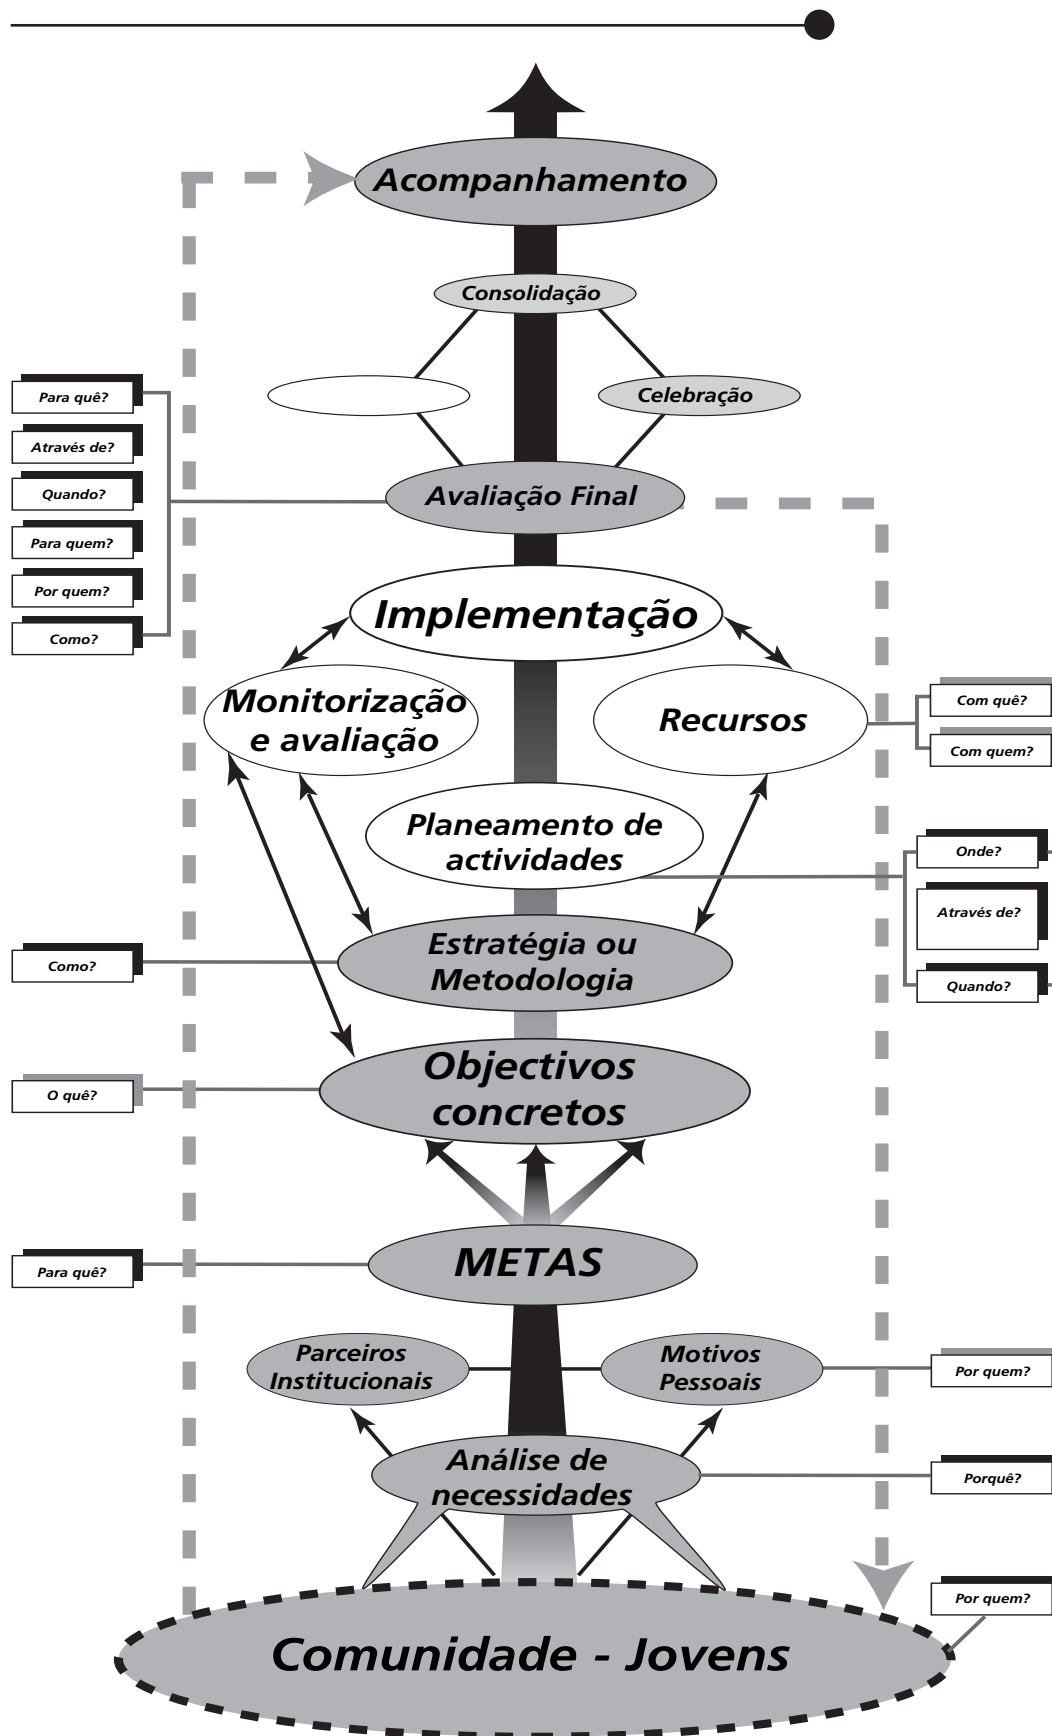 Acompanhamento
Consolidação
Celebração
Para quê?
Através de?
Quando?
Para quem?
Por quem?
Como?
Avaliação Final
Implementação
Monitorização
e avaliação
Recursos
Com quê?
Com quem?
Planeamento de
actividades
Onde?
Através de?
Quando?
Estratégia ou
Metodologia
Como?
Objectivos
concretos
O quê?
METAS
Para quê?
Parceiros
Institucionais
Motivos
Pessoais
Por quem?
Análise de
necessidades
Porquê?
Por quem?
Comunidade - Jovens